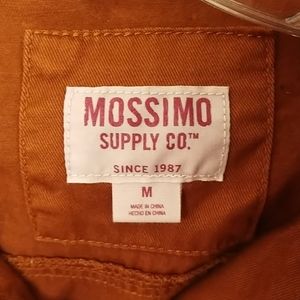 MOSSIMO
SUPPLY CO.™
SINCE 1987
M
MADE IN CHINA
HECHO EN CHINA